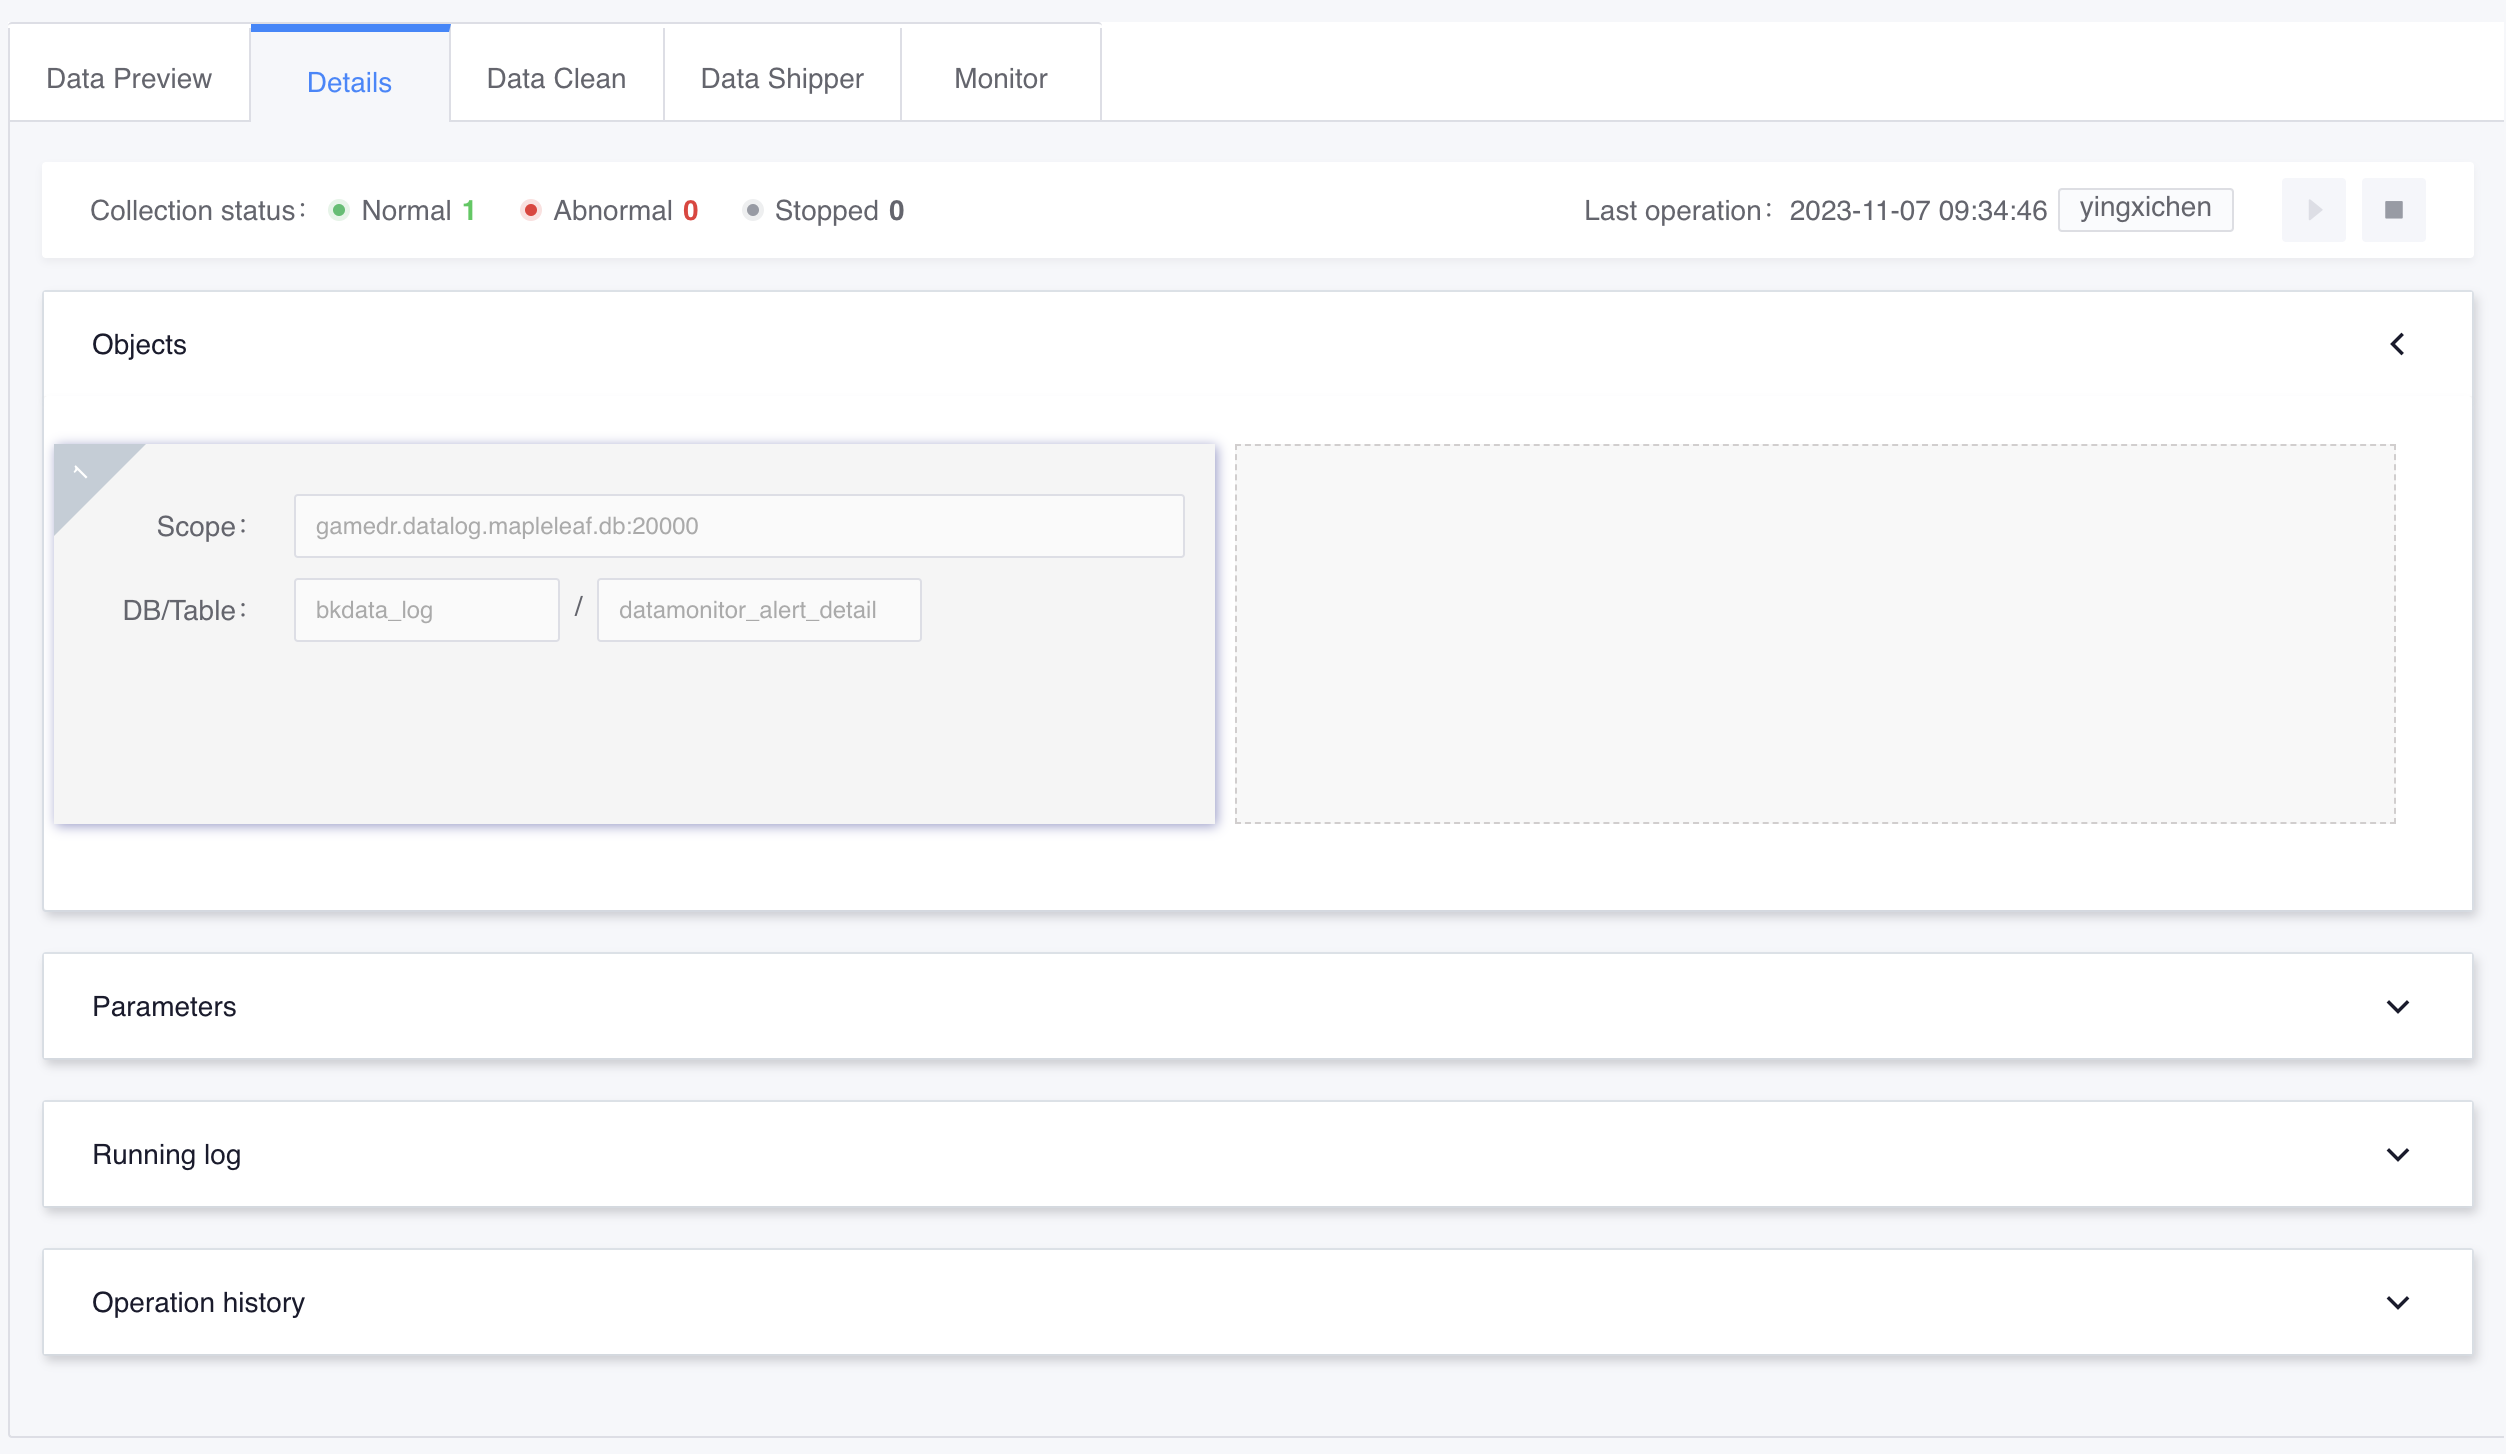 Data Preview Details Data Clean Data Shipper Monitor
Collection status： Normal 1 Abnormal 0 Stopped 0 Last operation： 2023-11-07 09:34:46 yingxichen
Objects
1
Scope： gamedr.datalog.mapleleaf.db:20000
DB/Table： bkdata_log / datamonitor_alert_detail
Parameters
Running log
Operation history